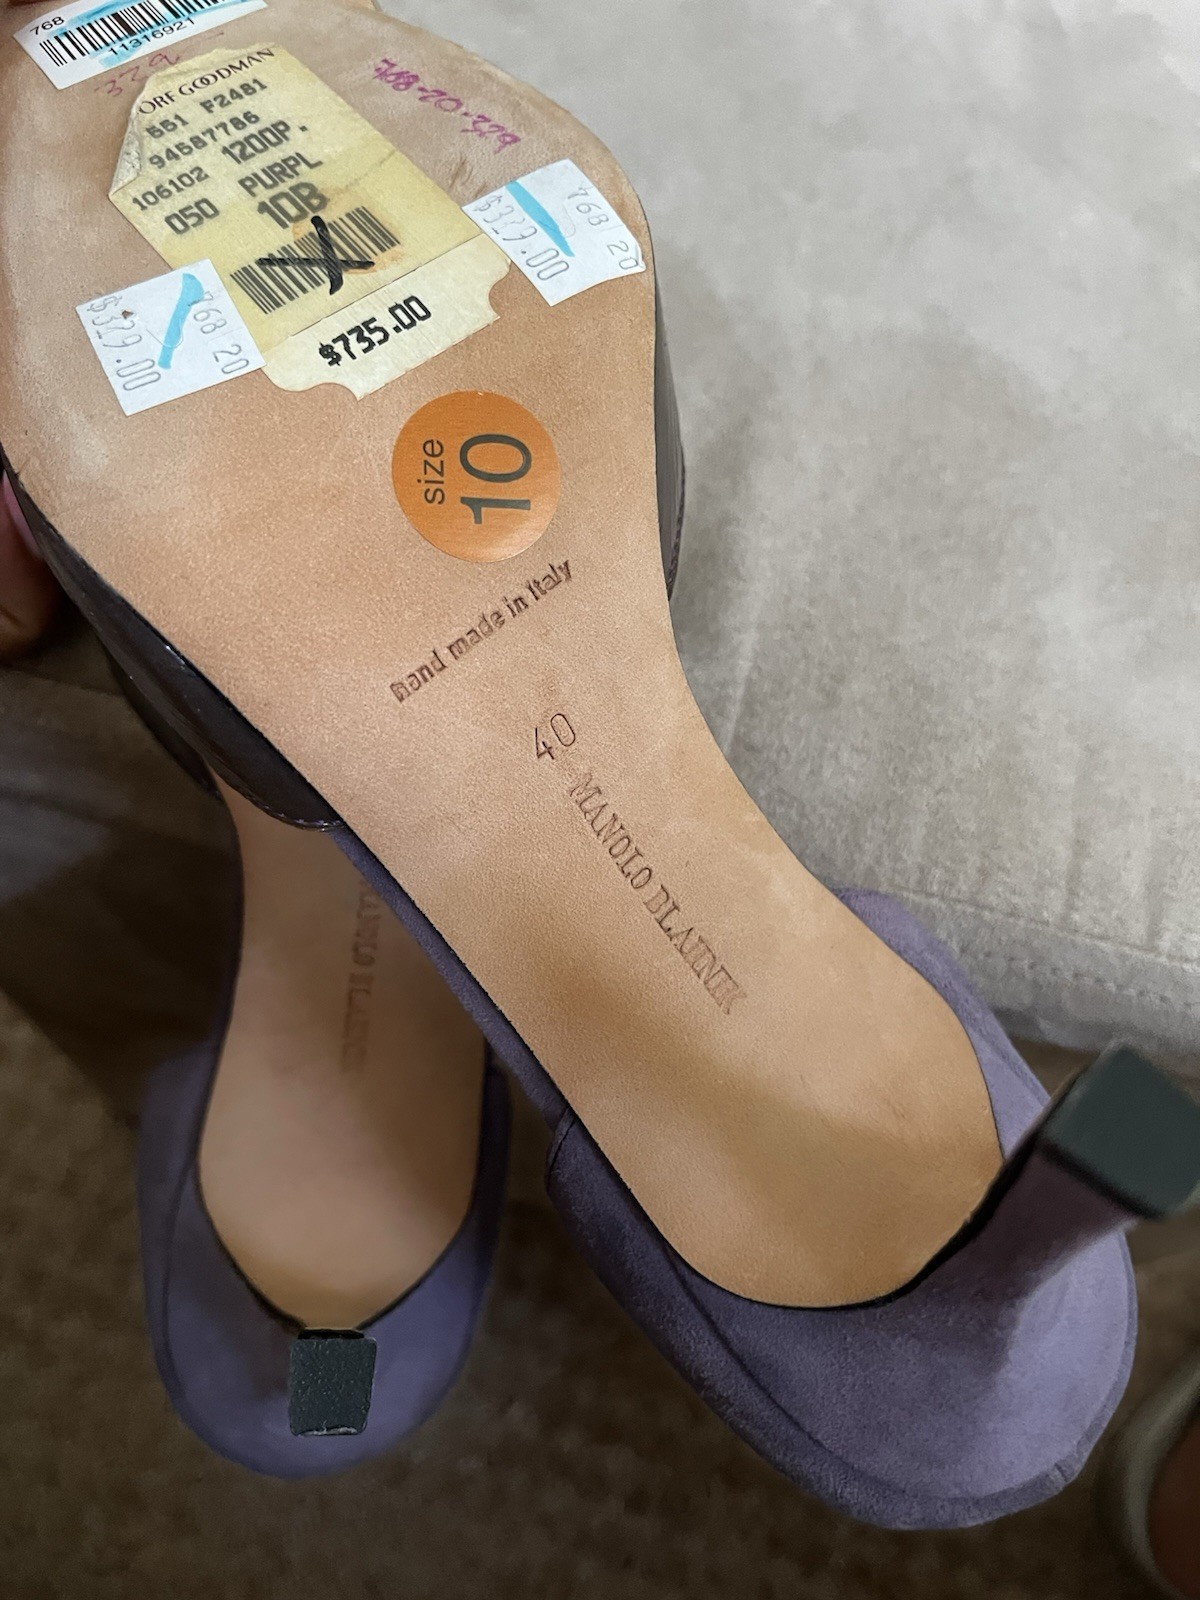 768
11316921
329
ORF GOODMAN
551 F2481
94587786
106102 1200P.
050 PURPL
10B
$735.00
768-20-329
$329.00
768 20
$329.00
768 20
size
10
hand made in Italy
40
MANOLO BLAHNIK